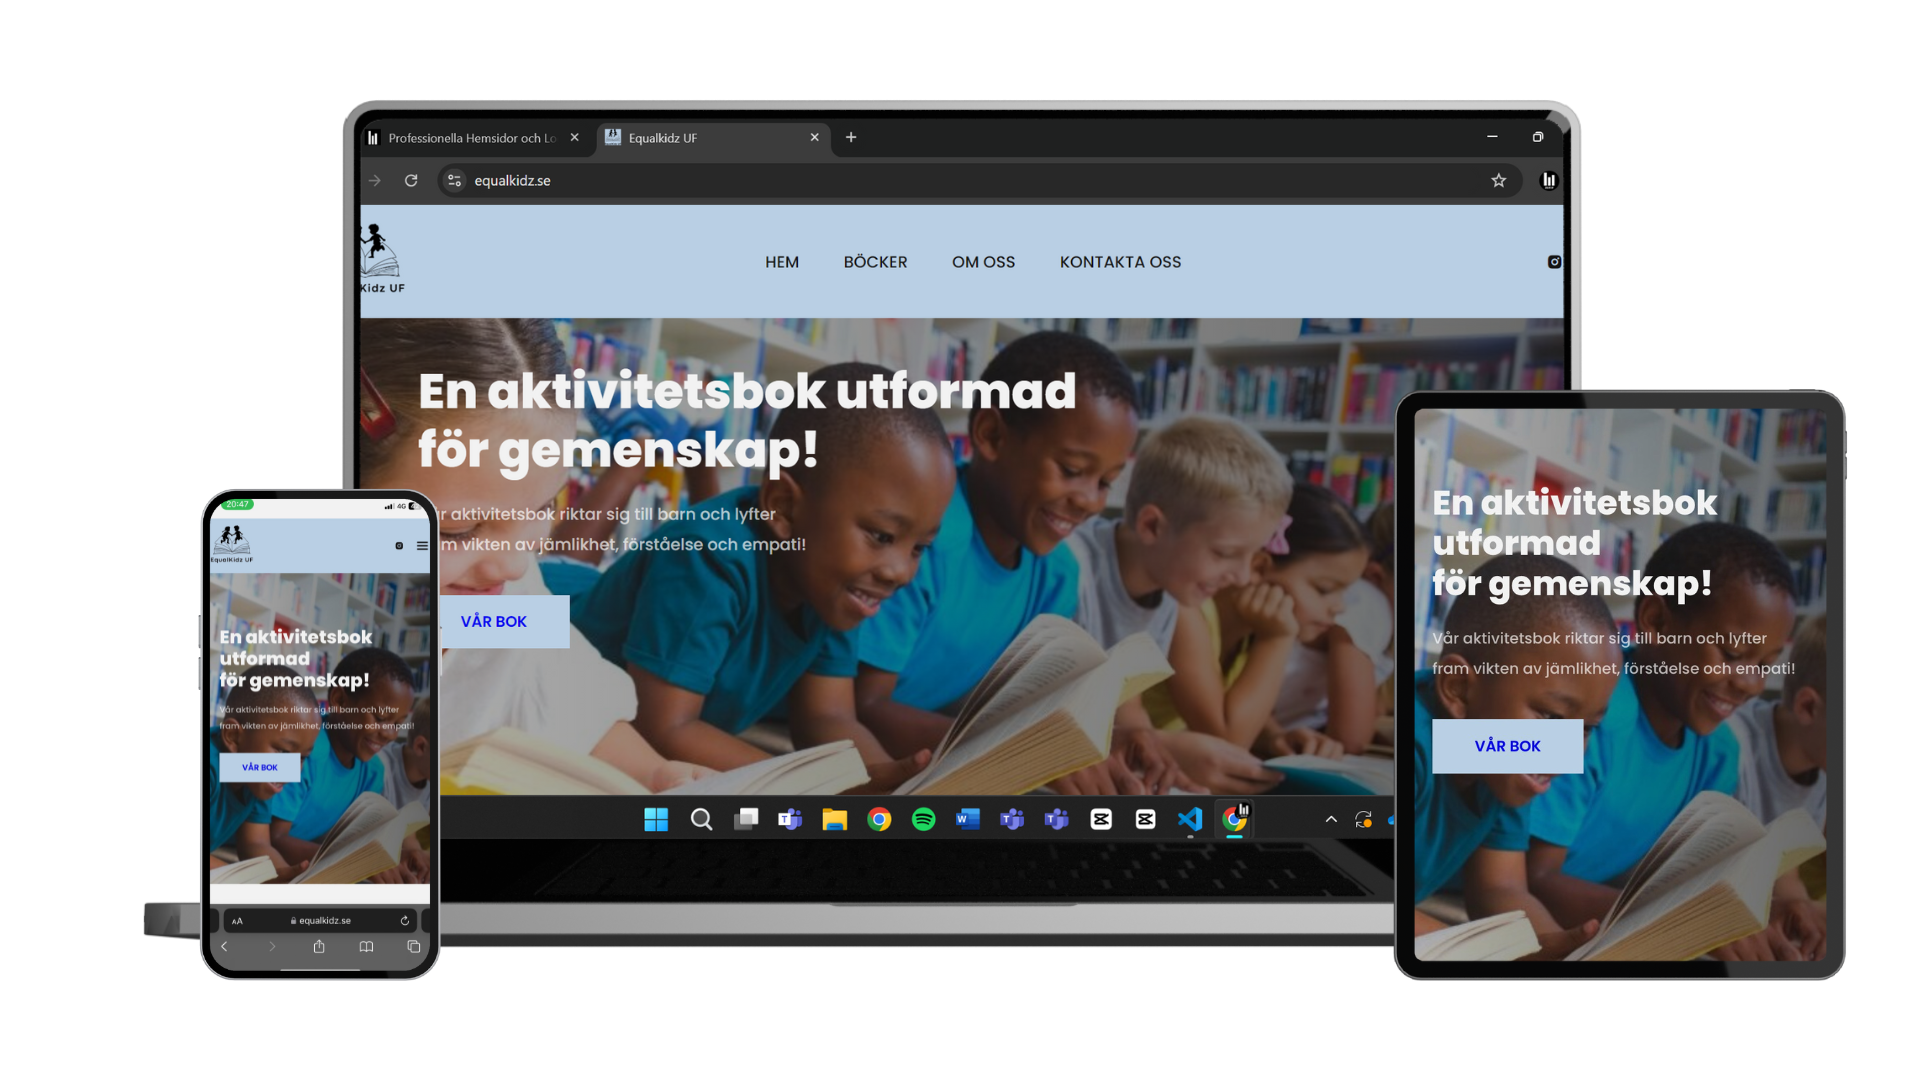 Professionella Hemsidor och Lo
Equalkidz UF
equalkidz.se
Kidz UF
HEM
BÖCKER
OM OSS
KONTAKTA OSS
En aktivitetsbok utformad
för gemenskap!
r aktivitetsbok riktar sig till barn och lyfter
m vikten av jämlikhet, förståelse och empati!
VÅR BOK
20:47
4G
EqualKidz UF
En aktivitetsbok
utformad
för gemenskap!
Vår aktivitetsbok riktar sig till barn och lyfter
fram vikten av jämlikhet, förståelse och empati!
VÅR BOK
AA
equalkidz.se
En aktivitetsbok
utformad
för gemenskap!
Vår aktivitetsbok riktar sig till barn och lyfter
fram vikten av jämlikhet, förståelse och empati!
VÅR BOK